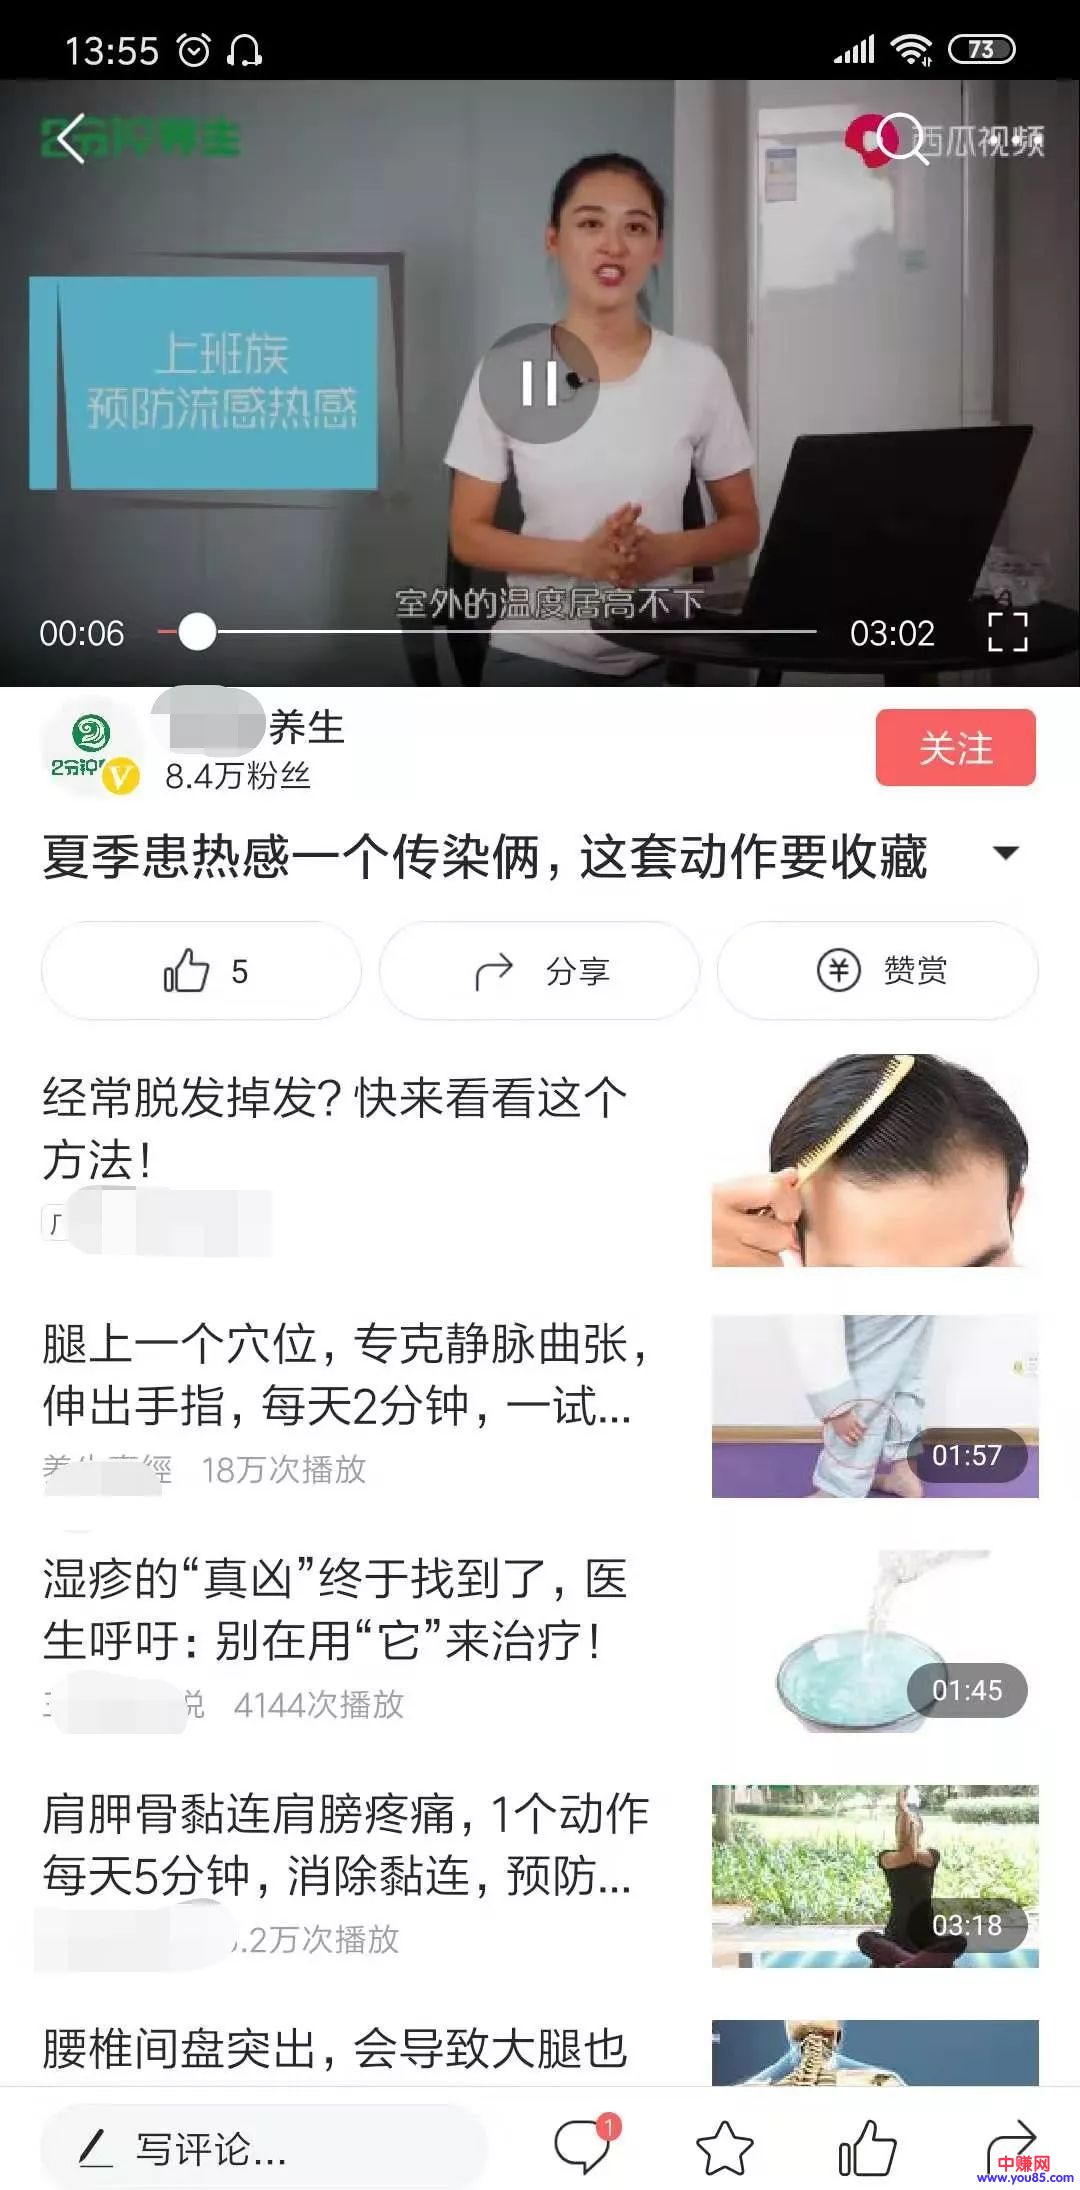 13:55
73
2分钟养生
西瓜视频
上班族
预防流感热感
室外的温度居高不下
00:06
03:02
养生
2分钟
8.4万粉丝
关注
夏季患热感一个传染俩，这套动作要收藏
5
分享
赞赏
经常脱发掉发？快来看看这个
方法！
腿上一个穴位，专克静脉曲张，
伸出手指，每天2分钟，一试...
18万次播放
01:57
湿疹的“真凶”终于找到了，医
生呼吁：别在用“它”来治疗！
4144次播放
01:45
肩胛骨黏连肩膀疼痛，1个动作
每天5分钟，消除黏连，预防...
.2万次播放
03:18
腰椎间盘突出，会导致大腿也
写评论...
1
中赚网
www.you85.com